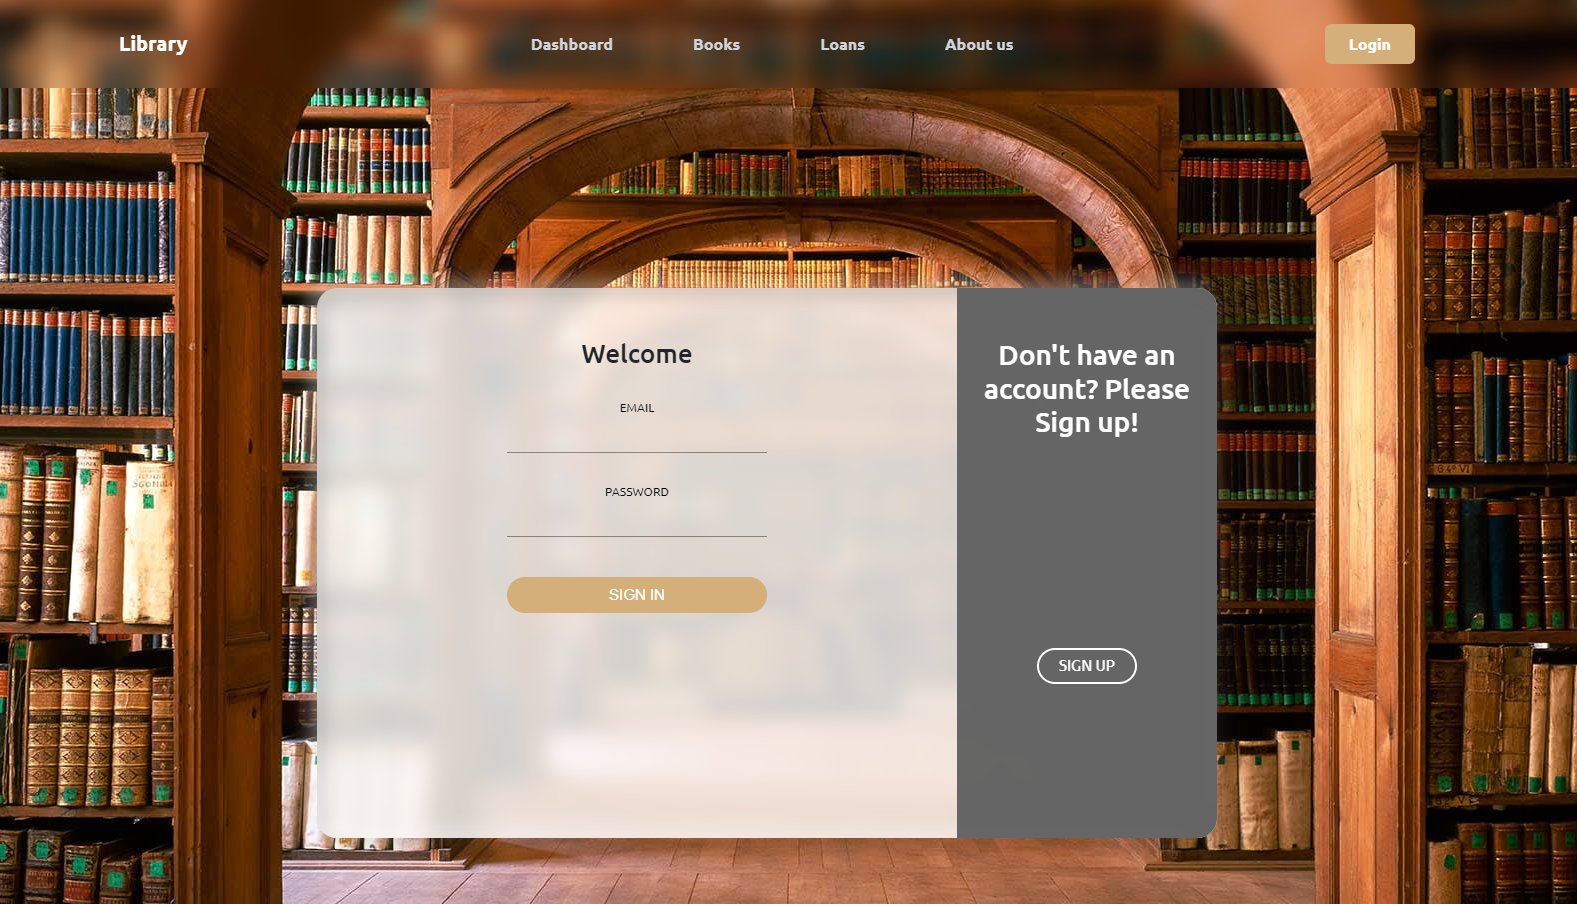 Library
Dashboard
Books
Loans
About us
Login
Welcome
EMAIL
PASSWORD
SIGN IN
Don't have an
account? Please
Sign up!
SIGN UP